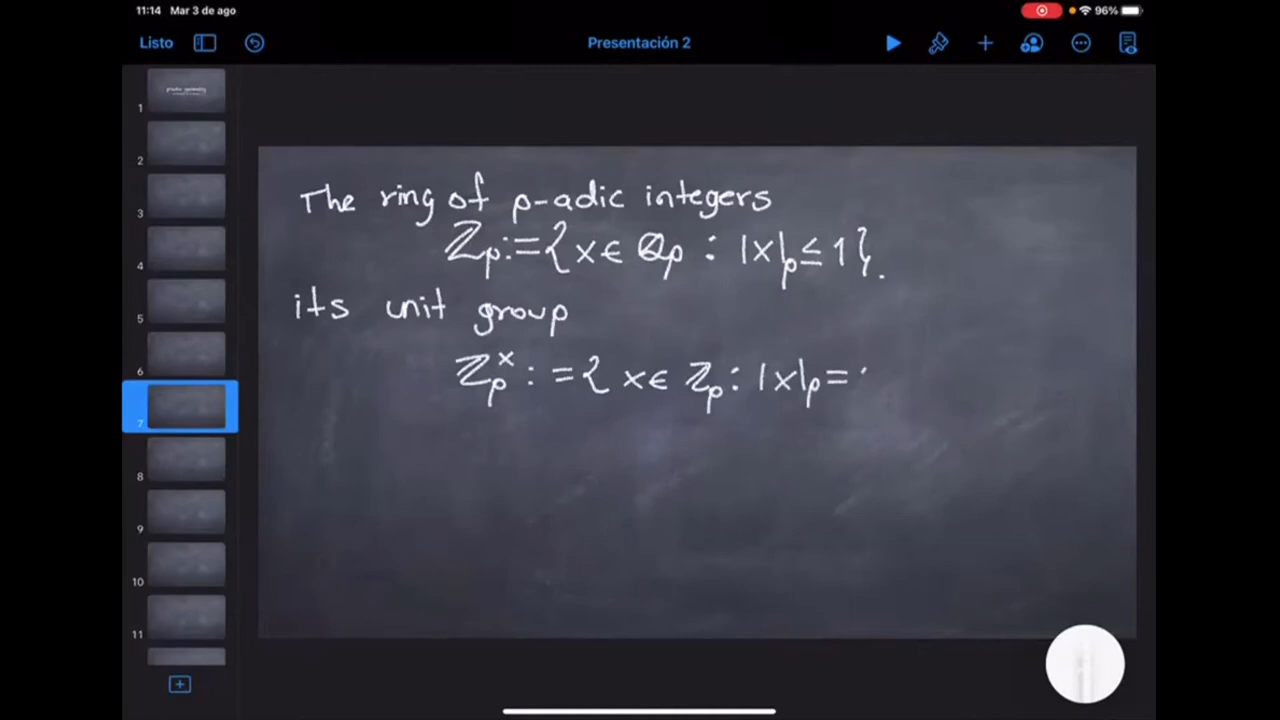 11:14 Mar 3 de ago
96%
Listo
Presentación 2
1
2
3
4
5
6
7
8
9
10
11
The ring of p-adic integers
ℤp := { x ∈ ℚp : |x|p ≤ 1 }.
its unit group
ℤp^× := { x ∈ ℤp : |x|p =